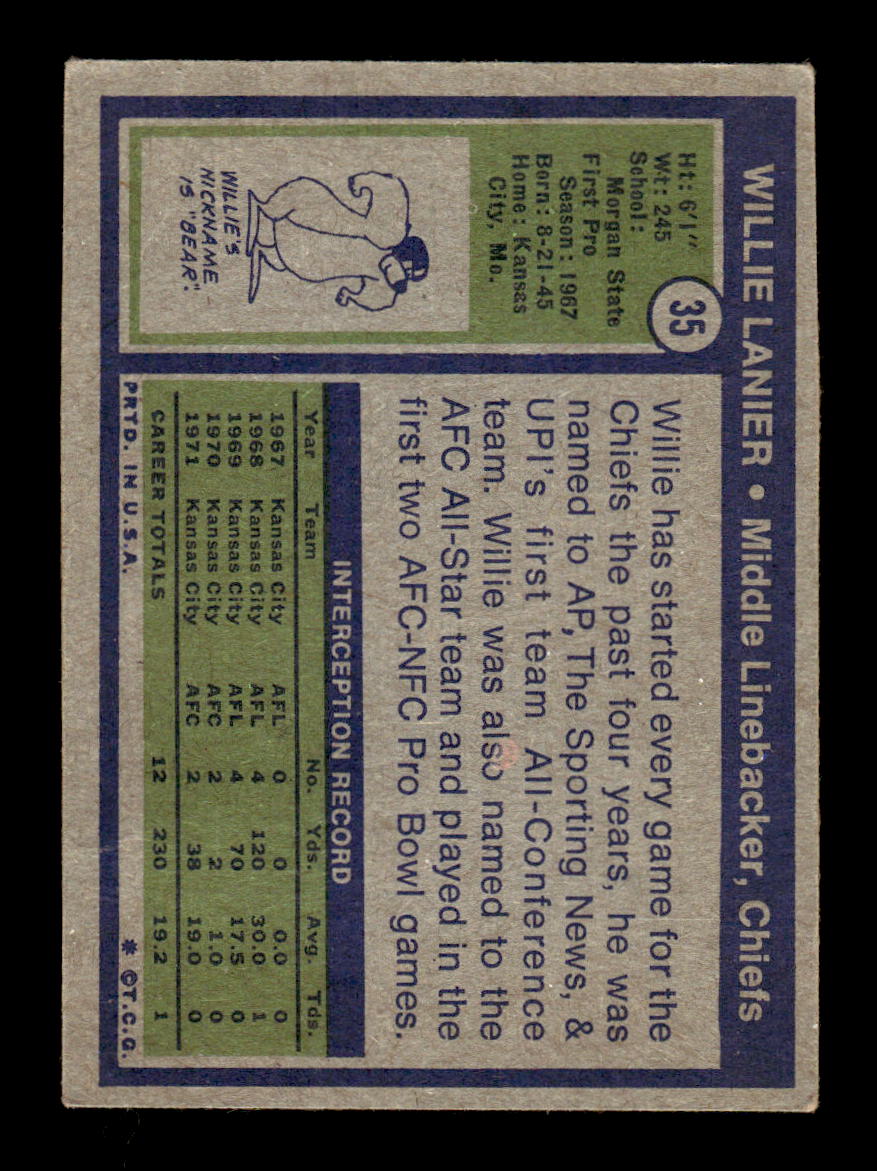 WILLIE LANIER • Middle Linebacker, Chiefs
35
Ht: 6'1"
Wt: 245
School:
Morgan State
First Pro
Season: 1967
Born: 8-21-45
Home: Kansas
City, Mo.
WILLIE'S
NICKNAME
IS "BEAR".
Willie has started every game for the
Chiefs the past four years, he was
named to AP, The Sporting News, &
UPI's first team All-Conference
team. Willie was also named to the
AFC All-Star team and played in the
first two AFC-NFC Pro Bowl games.
INTERCEPTION RECORD
Year Team No. Yds. Avg. Tds.
1967 Kansas City AFL 0 0 0.0 0
1968 Kansas City AFL 4 120 30.0 1
1969 Kansas City AFL 4 70 17.5 0
1970 Kansas City AFC 2 2 1.0 0
1971 Kansas City AFC 2 38 19.0 0
CAREER TOTALS 12 230 19.2 1
PRTD. IN U.S.A. * ©T.C.G.